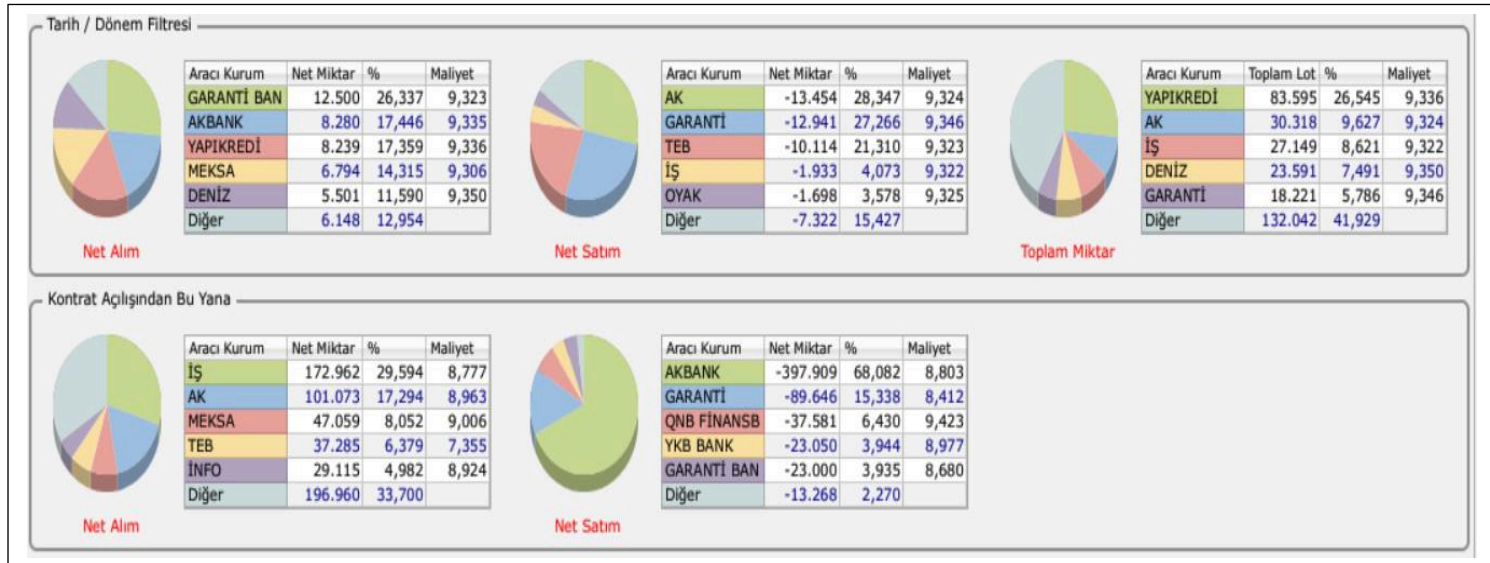 Tarih / Dönem Filtresi
Aracı Kurum Net Miktar % Maliyet
GARANTİ BAN 12.500 26,337 9,323
AKBANK 8.280 17,446 9,335
YAPIKREDİ 8.239 17,359 9,336
MEKSA 6.794 14,315 9,306
DENİZ 5.501 11,590 9,350
Diğer 6.148 12,954
Net Alım
Aracı Kurum Net Miktar % Maliyet
AK -13.454 28,347 9,324
GARANTİ -12.941 27,266 9,346
TEB -10.114 21,310 9,323
İŞ -1.933 4,073 9,322
OYAK -1.698 3,578 9,325
Diğer -7.322 15,427
Net Satım
Aracı Kurum Toplam Lot % Maliyet
YAPIKREDİ 83.595 26,545 9,336
AK 30.318 9,627 9,324
İŞ 27.149 8,621 9,322
DENİZ 23.591 7,491 9,350
GARANTİ 18.221 5,786 9,346
Diğer 132.042 41,929
Toplam Miktar
Kontrat Açılışından Bu Yana
Aracı Kurum Net Miktar % Maliyet
İŞ 172.962 29,594 8,777
AK 101.073 17,294 8,963
MEKSA 47.059 8,052 9,006
TEB 37.285 6,379 7,355
İNFO 29.115 4,982 8,924
Diğer 196.960 33,700
Net Alım
Aracı Kurum Net Miktar % Maliyet
AKBANK -397.909 68,082 8,803
GARANTİ -89.646 15,338 8,412
QNB FİNANSB -37.581 6,430 9,423
YKB BANK -23.050 3,944 8,977
GARANTİ BAN -23.000 3,935 8,680
Diğer -13.268 2,270
Net Satım